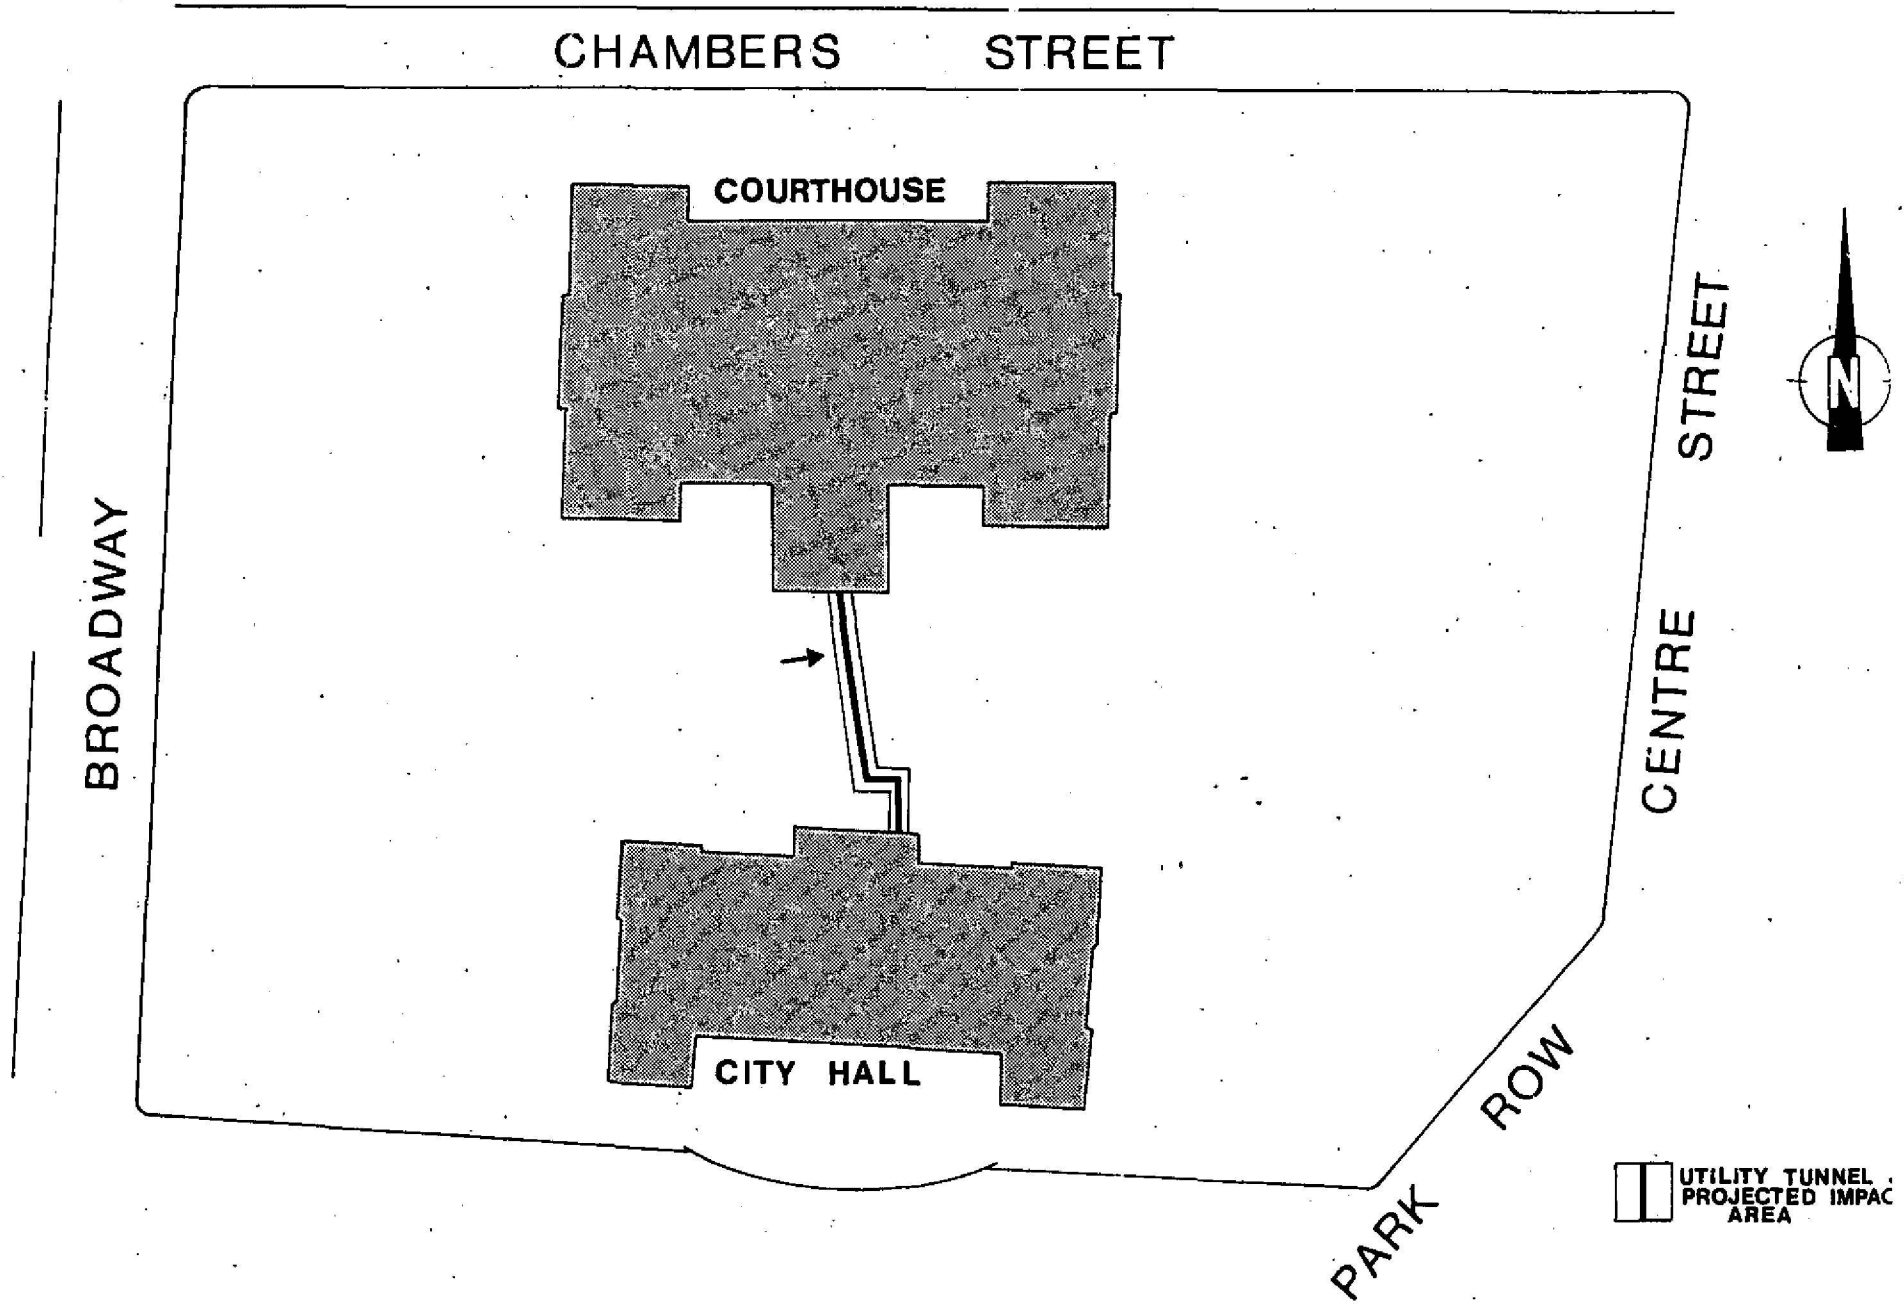 CHAMBERS STREET
COURTHOUSE
N
STREET
CENTRE
BROADWAY
CITY HALL
ROW
PARK
UTILITY TUNNEL
PROJECTED IMPAC
AREA